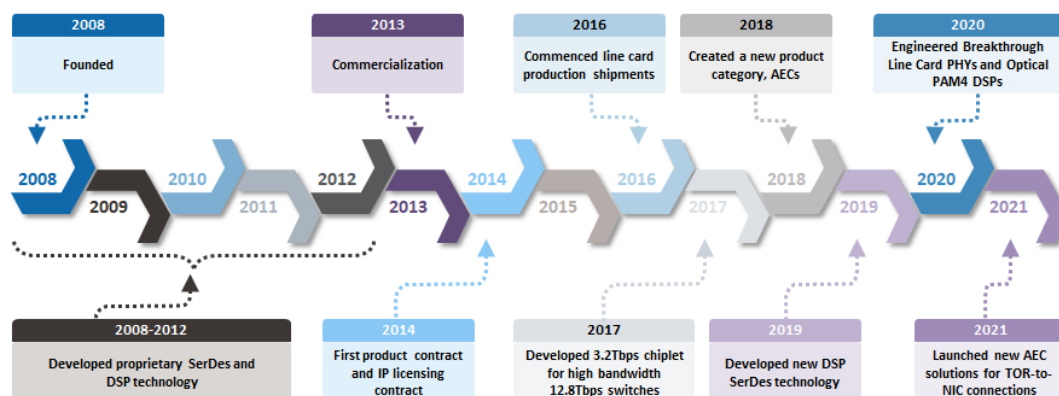 2008
Founded
2013
Commercialization
2016
Commenced line card
production shipments
2018
Created a new product
category, AECs
2020
Engineered Breakthrough
Line Card PHYs and Optical
PAM4 DSPs
2008
2009
2010
2011
2012
2013
2014
2015
2016
2017
2018
2019
2020
2021
2008-2012
Developed proprietary SerDes and
DSP technology
2014
First product contract
and IP licensing
contract
2017
Developed 3.2Tbps chiplet
for high bandwidth
12.8Tbps switches
2019
Developed new DSP
SerDes technology
2021
Launched new AEC
solutions for TOR-to-
NIC connections